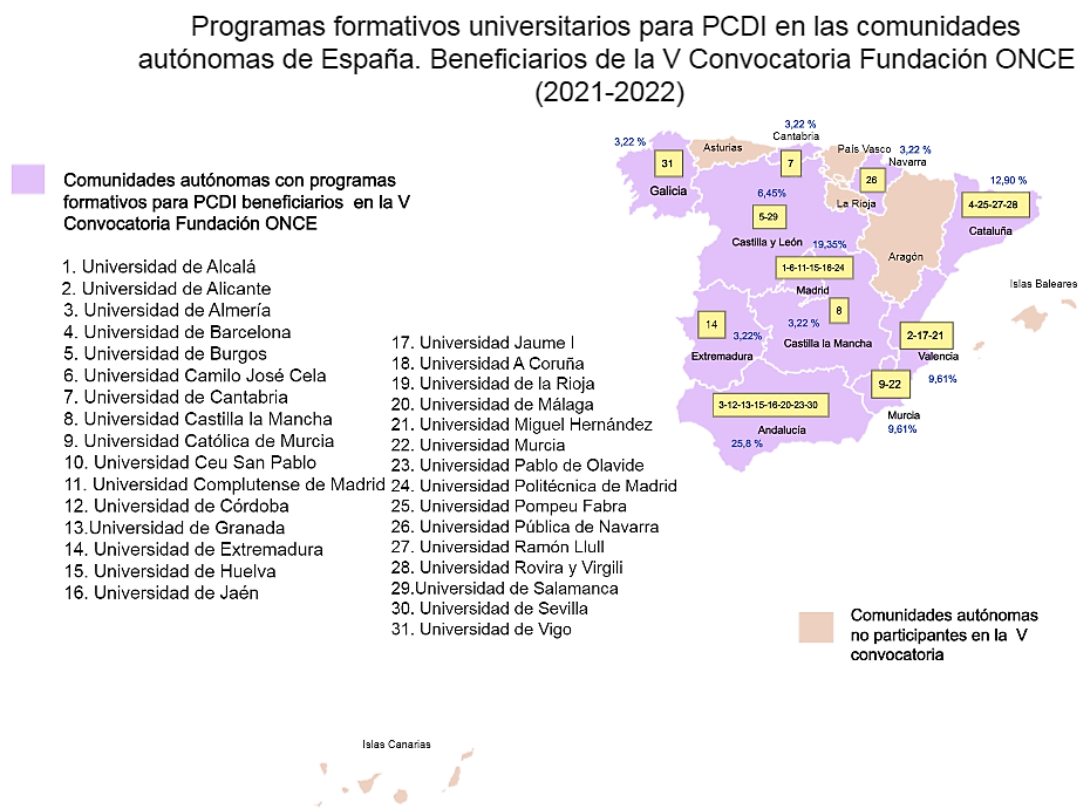 Programas formativos universitarios para PCDI en las comunidades
autónomas de España. Beneficiarios de la V Convocatoria Fundación ONCE
(2021-2022)
Comunidades autónomas con programas
formativos para PCDI beneficiarios en la V
Convocatoria Fundación ONCE
1. Universidad de Alcalá
2. Universidad de Alicante
3. Universidad de Almería
4. Universidad de Barcelona
5. Universidad de Burgos
6. Universidad Camilo José Cela
7. Universidad de Cantabria
8. Universidad Castilla la Mancha
9. Universidad Católica de Murcia
10. Universidad Ceu San Pablo
11. Universidad Complutense de Madrid
12. Universidad de Córdoba
13.Universidad de Granada
14. Universidad de Extremadura
15. Universidad de Huelva
16. Universidad de Jaén
17. Universidad Jaume I
18. Universidad A Coruña
19. Universidad de la Rioja
20. Universidad de Málaga
21. Universidad Miguel Hernández
22. Universidad Murcia
23. Universidad Pablo de Olavide
24. Universidad Politécnica de Madrid
25. Universidad Pompeu Fabra
26. Universidad Pública de Navarra
27. Universidad Ramón Llull
28. Universidad Rovira y Virgili
29.Universidad de Salamanca
30. Universidad de Sevilla
31. Universidad de Vigo
3,22 %
31
Galicia
Asturias
3,22 %
Cantabria
7
País Vasco
3,22 %
Navarra
26
La Rioja
12,90 %
4-25-27-28
Cataluña
6,45%
5-29
Castilla y León
Aragón
19,35%
1-6-11-15-16-24
Madrid
Islas Baleares
14
3,22%
Extremadura
8
3,22 %
Castilla la Mancha
2-17-21
Valencia
9,61%
9-22
Murcia
9,61%
3-12-13-15-16-20-23-30
Andalucía
25,8 %
Comunidades autónomas
no participantes en la V
convocatoria
Islas Canarias